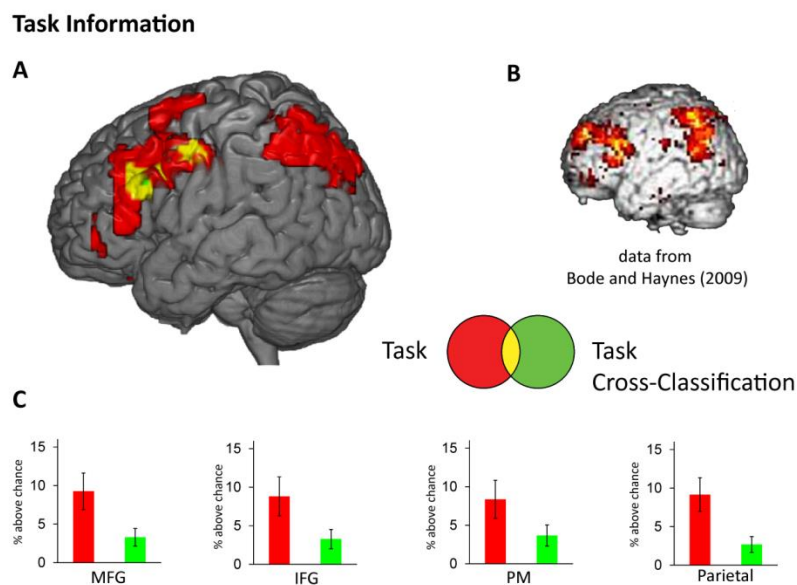 Task Information
A
B
data from
Bode and Haynes (2009)
Task
Task
Cross-Classification
C
% above chance
15
10
5
0
MFG
% above chance
15
10
5
0
IFG
% above chance
15
10
5
0
PM
% above chance
15
10
5
0
Parietal